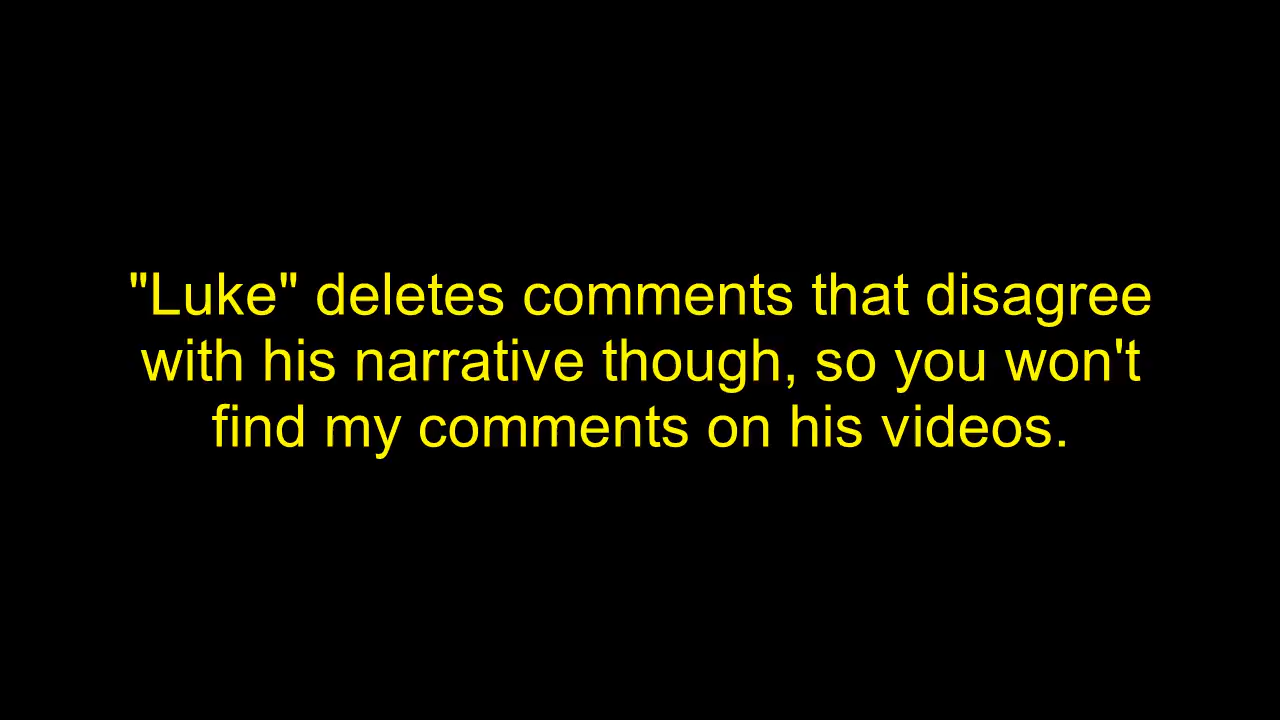 "Luke" deletes comments that disagree
with his narrative though, so you won't
find my comments on his videos.